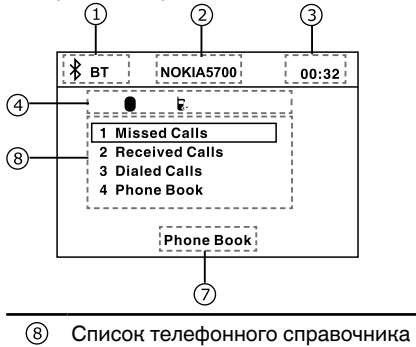 ① ② ③
BT NOKIA5700 00:32
④
1 Missed Calls
2 Received Calls
⑧ 3 Dialed Calls
4 Phone Book
Phone Book
⑦
⑧ Список телефонного справочника